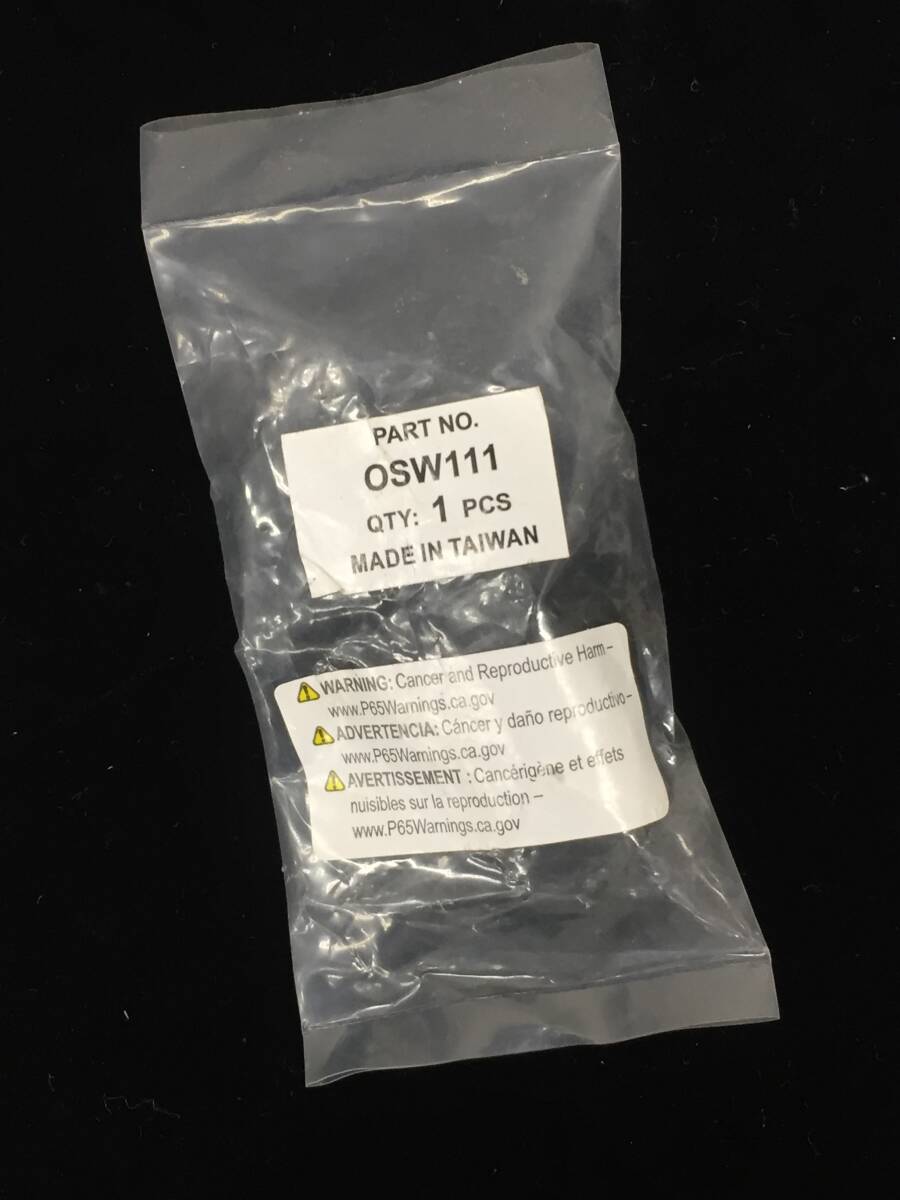 PART NO.
OSW111
QTY: 1 PCS
MADE IN TAIWAN
WARNING: Cancer and Reproductive Harm-
www.P65Warnings.ca.gov
ADVERTENCIA: Cáncer y daño reproductivo-
www.P65Warnings.ca.gov
AVERTISSEMENT : Cancérigène et effets
nuisibles sur la reproduction –
www.P65Warnings.ca.gov